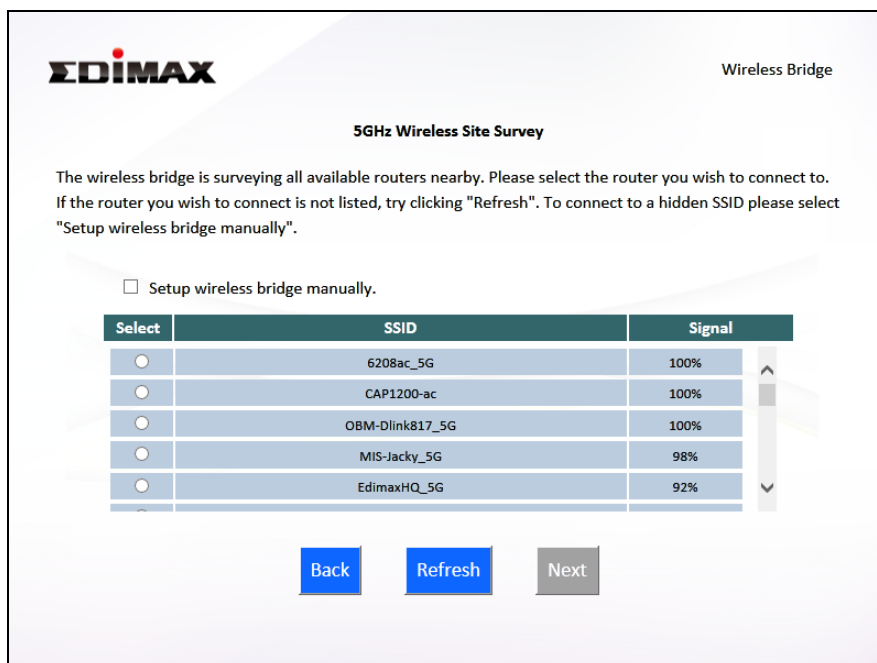 EDIMAX
Wireless Bridge
5GHz Wireless Site Survey
The wireless bridge is surveying all available routers nearby. Please select the router you wish to connect to.
If the router you wish to connect is not listed, try clicking "Refresh". To connect to a hidden SSID please select
"Setup wireless bridge manually".
Setup wireless bridge manually.
Select SSID Signal
6208ac_5G 100%
CAP1200-ac 100%
OBM-Dlink817_5G 100%
MIS-Jacky_5G 98%
EdimaxHQ_5G 92%
Back Refresh Next